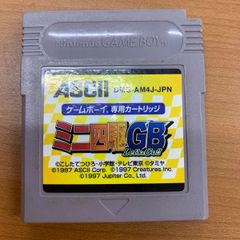 Nintendo GAME BOY
ASCII DMG-AM4J-JPN
ゲームボーイ専用カートリッジ
ミニ四駆GB
Let's Go!!
©こしたてつひろ・小学館・テレビ東京 ©タミヤ
©1997 ASCII Corp. ©1997 Creatures Inc.
©1997 Jupiter Co., Ltd.